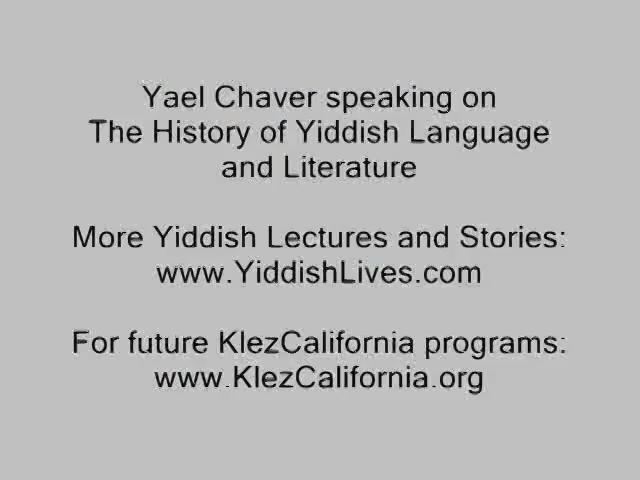 Yael Chaver speaking on
The History of Yiddish Language
and Literature
More Yiddish Lectures and Stories:
www.YiddishLives.com
For future KlezCalifornia programs:
www.KlezCalifornia.org